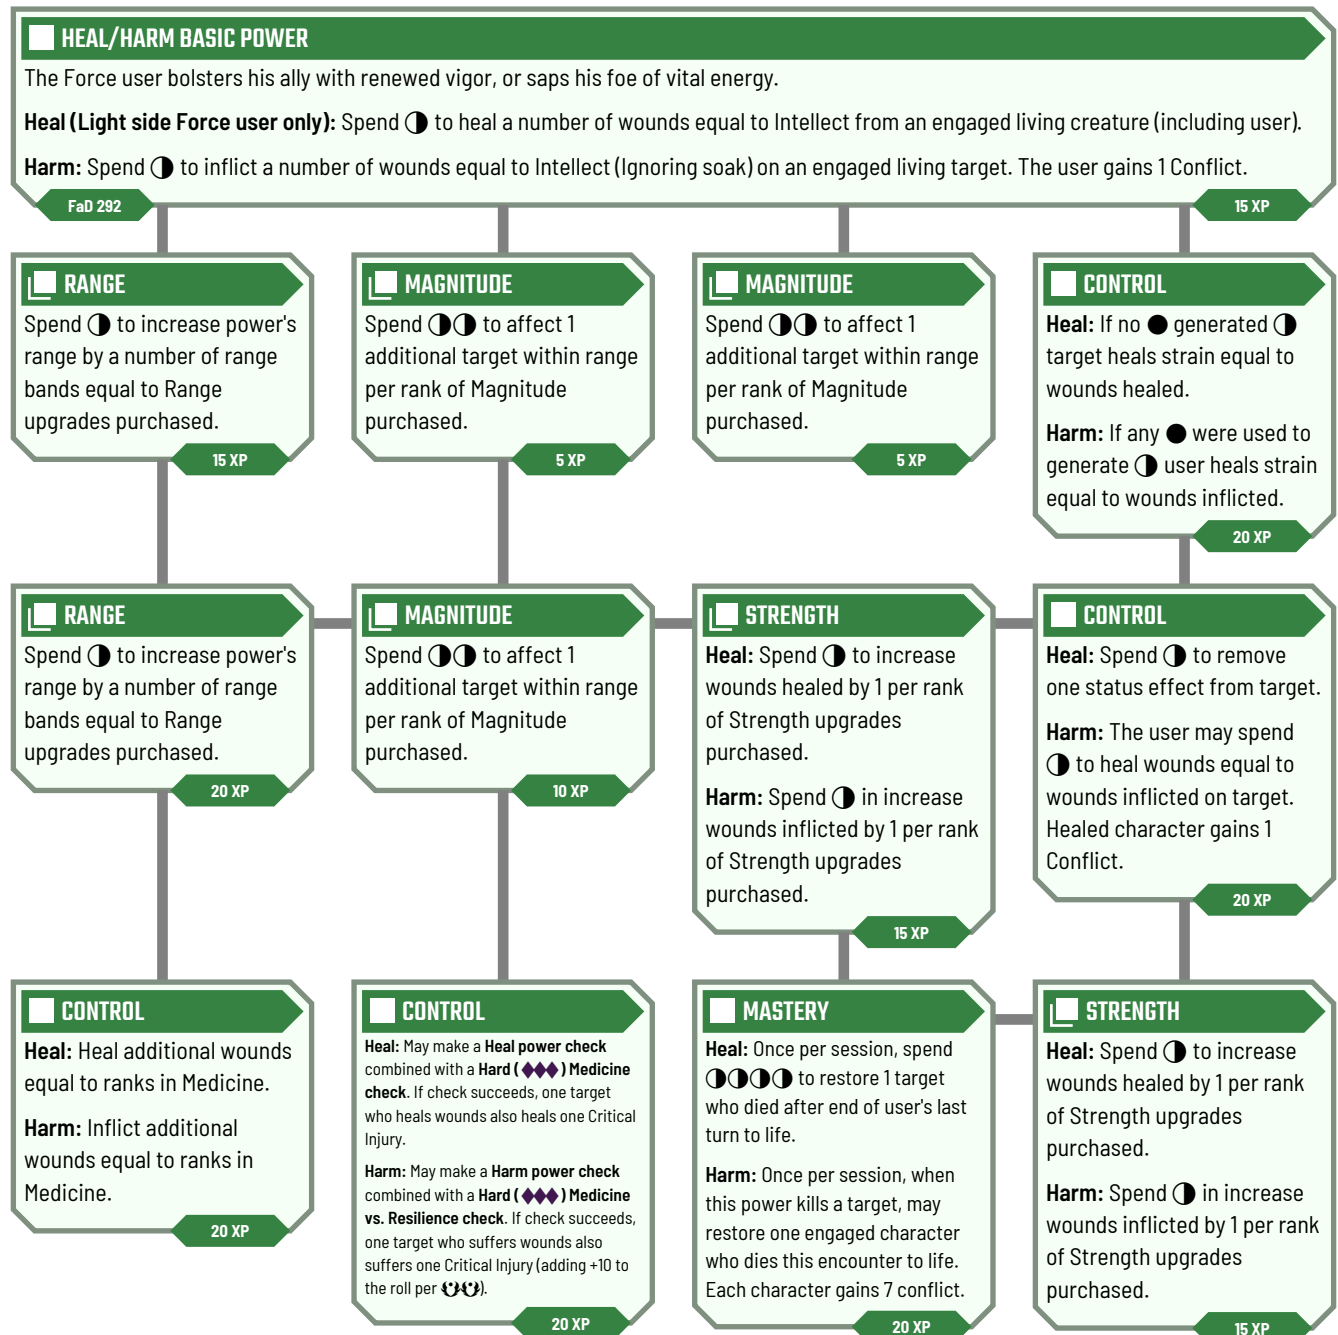 HEAL/HARM BASIC POWER
The Force user bolsters his ally with renewed vigor, or saps his foe of vital energy.
Heal (Light side Force user only): Spend ◑ to heal a number of wounds equal to Intellect from an engaged living creature (including user).
Harm: Spend ◑ to inflict a number of wounds equal to Intellect (Ignoring soak) on an engaged living target. The user gains 1 Conflict.
FaD 292
15 XP
RANGE
Spend ◑ to increase power's
range by a number of range
bands equal to Range
upgrades purchased.
15 XP
MAGNITUDE
Spend ◑◑ to affect 1
additional target within range
per rank of Magnitude
purchased.
5 XP
MAGNITUDE
Spend ◑◑ to affect 1
additional target within range
per rank of Magnitude
purchased.
5 XP
CONTROL
Heal: If no ● generated ◑
target heals strain equal to
wounds healed.
Harm: If any ● were used to
generate ◑ user heals strain
equal to wounds inflicted.
20 XP
RANGE
Spend ◑ to increase power's
range by a number of range
bands equal to Range
upgrades purchased.
20 XP
MAGNITUDE
Spend ◑◑ to affect 1
additional target within range
per rank of Magnitude
purchased.
10 XP
STRENGTH
Heal: Spend ◑ to increase
wounds healed by 1 per rank
of Strength upgrades
purchased.
Harm: Spend ◑ in increase
wounds inflicted by 1 per rank
of Strength upgrades
purchased.
15 XP
CONTROL
Heal: Spend ◑ to remove
one status effect from target.
Harm: The user may spend
◑ to heal wounds equal to
wounds inflicted on target.
Healed character gains 1
Conflict.
20 XP
CONTROL
Heal: Heal additional wounds
equal to ranks in Medicine.
Harm: Inflict additional
wounds equal to ranks in
Medicine.
20 XP
CONTROL
Heal: May make a Heal power check
combined with a Hard (◆◆◆) Medicine
check. If check succeeds, one target
who heals wounds also heals one Critical
Injury.
Harm: May make a Harm power check
combined with a Hard (◆◆◆) Medicine
vs. Resilience check. If check succeeds,
one target who suffers wounds also
suffers one Critical Injury (adding +10 to
the roll per ).
20 XP
MASTERY
Heal: Once per session, spend
◑◑◑◑ to restore 1 target
who died after end of user's last
turn to life.
Harm: Once per session, when
this power kills a target, may
restore one engaged character
who dies this encounter to life.
Each character gains 7 conflict.
20 XP
STRENGTH
Heal: Spend ◑ to increase
wounds healed by 1 per rank
of Strength upgrades
purchased.
Harm: Spend ◑ in increase
wounds inflicted by 1 per rank
of Strength upgrades
purchased.
15 XP